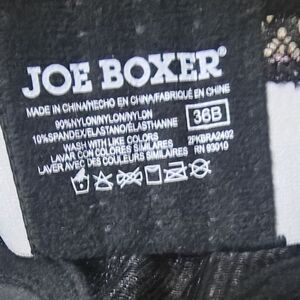 JOE BOXER
MADE IN CHINA/HECHO EN CHINA/FABRIQUÉ EN CHINE
90%NYLON/NYLON/NYLON
10%SPANDEX/ELASTANO/ÉLASTHANNE
36B
WASH WITH LIKE COLORS
LAVAR CON COLORES SIMILARES
LAVER AVEC DES COULEURS SIMILAIRES
2PKBRA2402
RN 93010